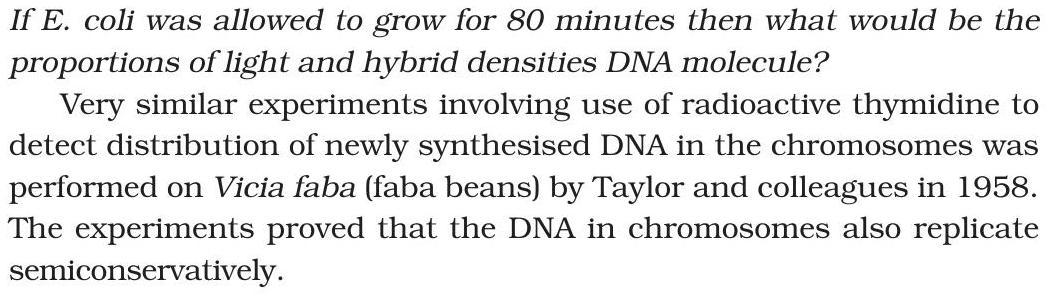 If E. coli was allowed to grow for 80 minutes then what would be the
proportions of light and hybrid densities DNA molecule?
Very similar experiments involving use of radioactive thymidine to
detect distribution of newly synthesised DNA in the chromosomes was
performed on Vicia faba (faba beans) by Taylor and colleagues in 1958.
The experiments proved that the DNA in chromosomes also replicate
semiconservatively.